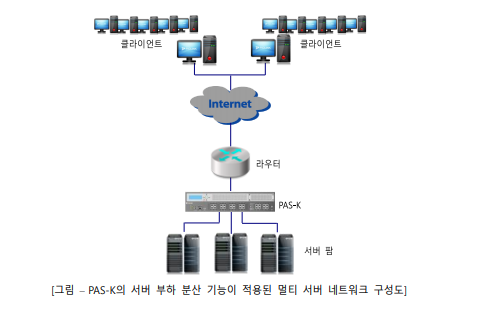 클라이언트 클라이언트
Internet
라우터
PAS-K
서버 팜
[그림 – PAS-K의 서버 부하 분산 기능이 적용된 멀티 서버 네트워크 구성도]